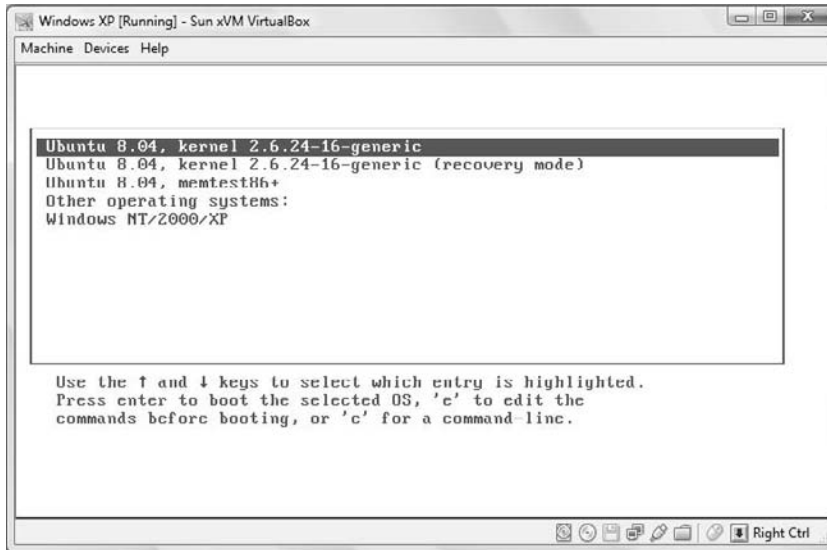 Windows XP [Running] - Sun xVM VirtualBox
Machine Devices Help
Ubuntu 8.04, kernel 2.6.24-16-generic
Ubuntu 8.04, kernel 2.6.24-16-generic (recovery mode)
Ubuntu 8.04, memtest86+
Other operating systems:
Windows NT/2000/XP
Use the ↑ and ↓ keys to select which entry is highlighted.
Press enter to boot the selected OS, 'e' to edit the
commands before booting, or 'c' for a command-line.
Right Ctrl